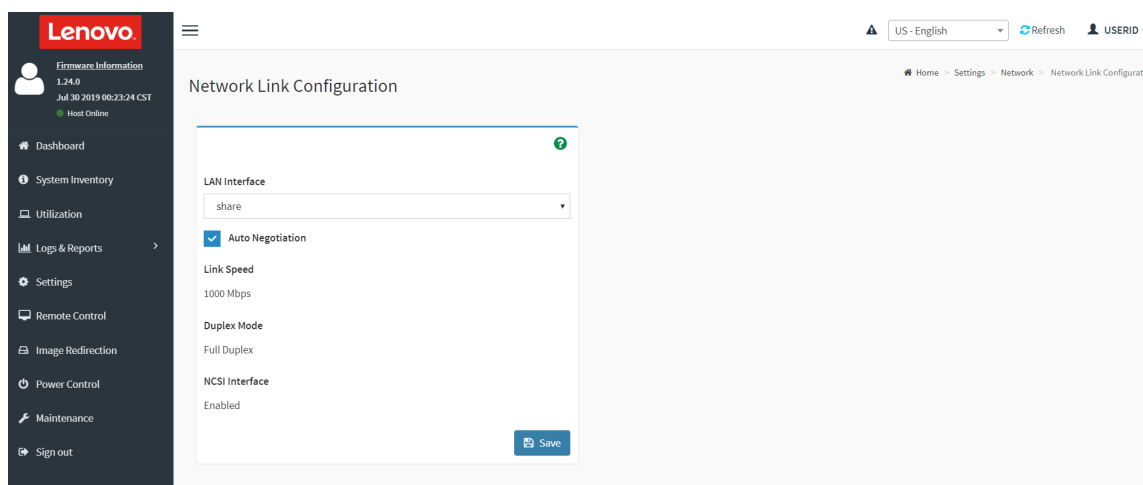 Lenovo.
Firmware Information
1.24.0
Jul 30 2019 00:23:24 CST
Host Online
Dashboard
System Inventory
Utilization
Logs & Reports
Settings
Remote Control
Image Redirection
Power Control
Maintenance
Sign out
US - English
Refresh
USERID
Network Link Configuration
Home > Settings > Network > Network Link Configurat
LAN Interface
share
Auto Negotiation
Link Speed
1000 Mbps
Duplex Mode
Full Duplex
NCSI Interface
Enabled
Save